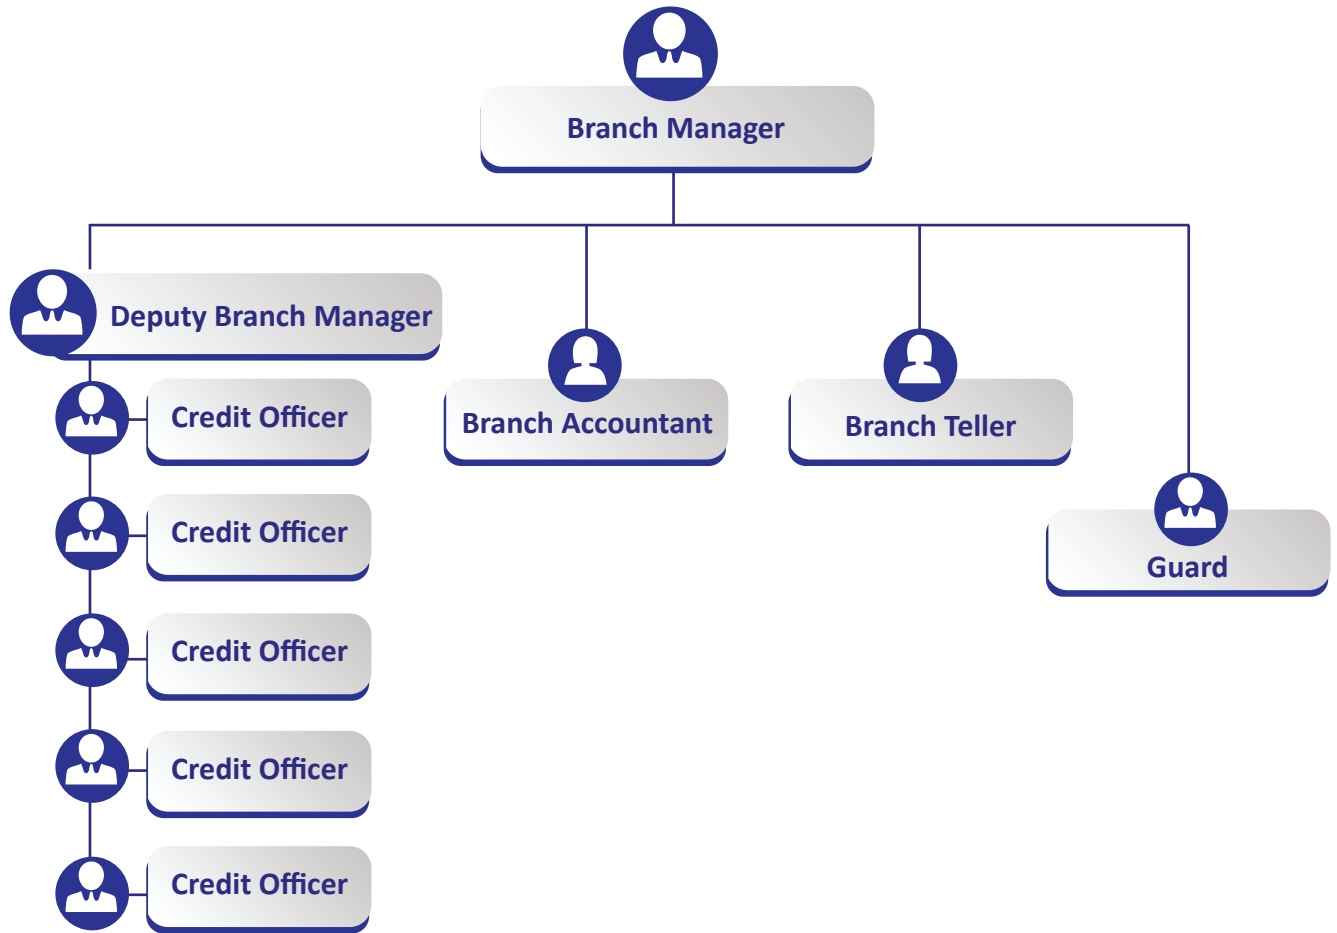 Branch Manager
Deputy Branch Manager
Credit Officer
Branch Accountant
Branch Teller
Credit Officer
Guard
Credit Officer
Credit Officer
Credit Officer